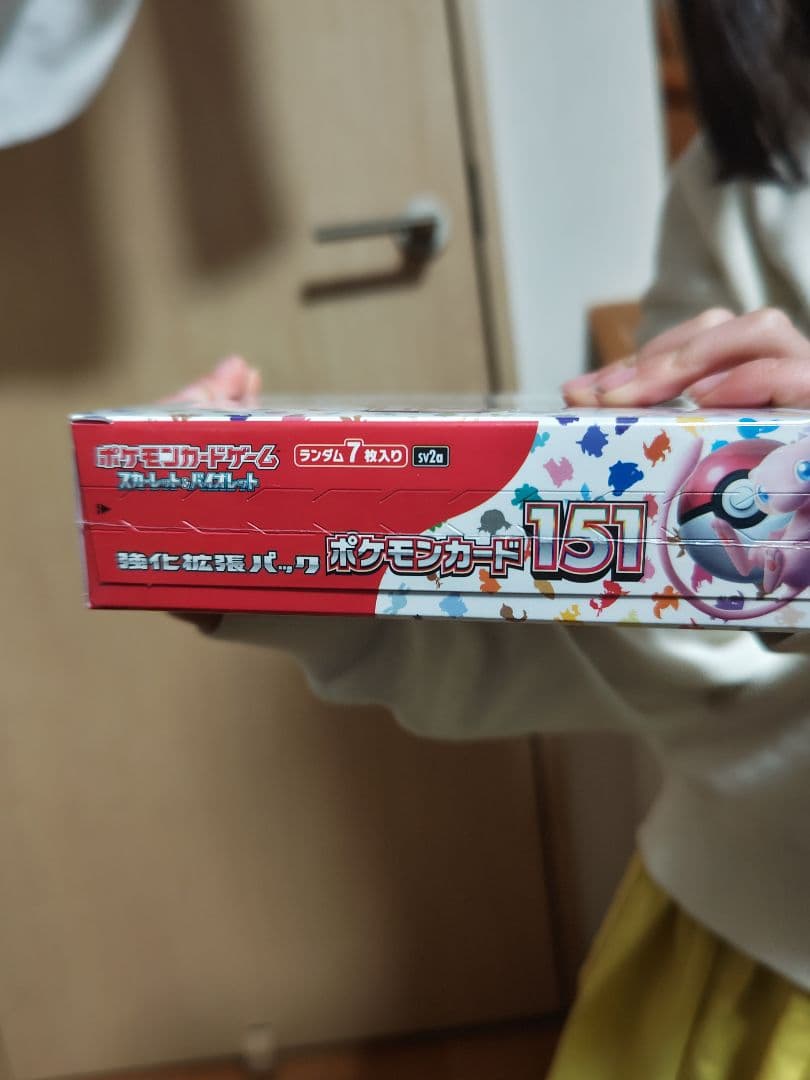 ポケモンカードゲーム
スカーレット&バイオレット
ランダム7枚入り
sv2a
強化拡張パック ポケモンカード151